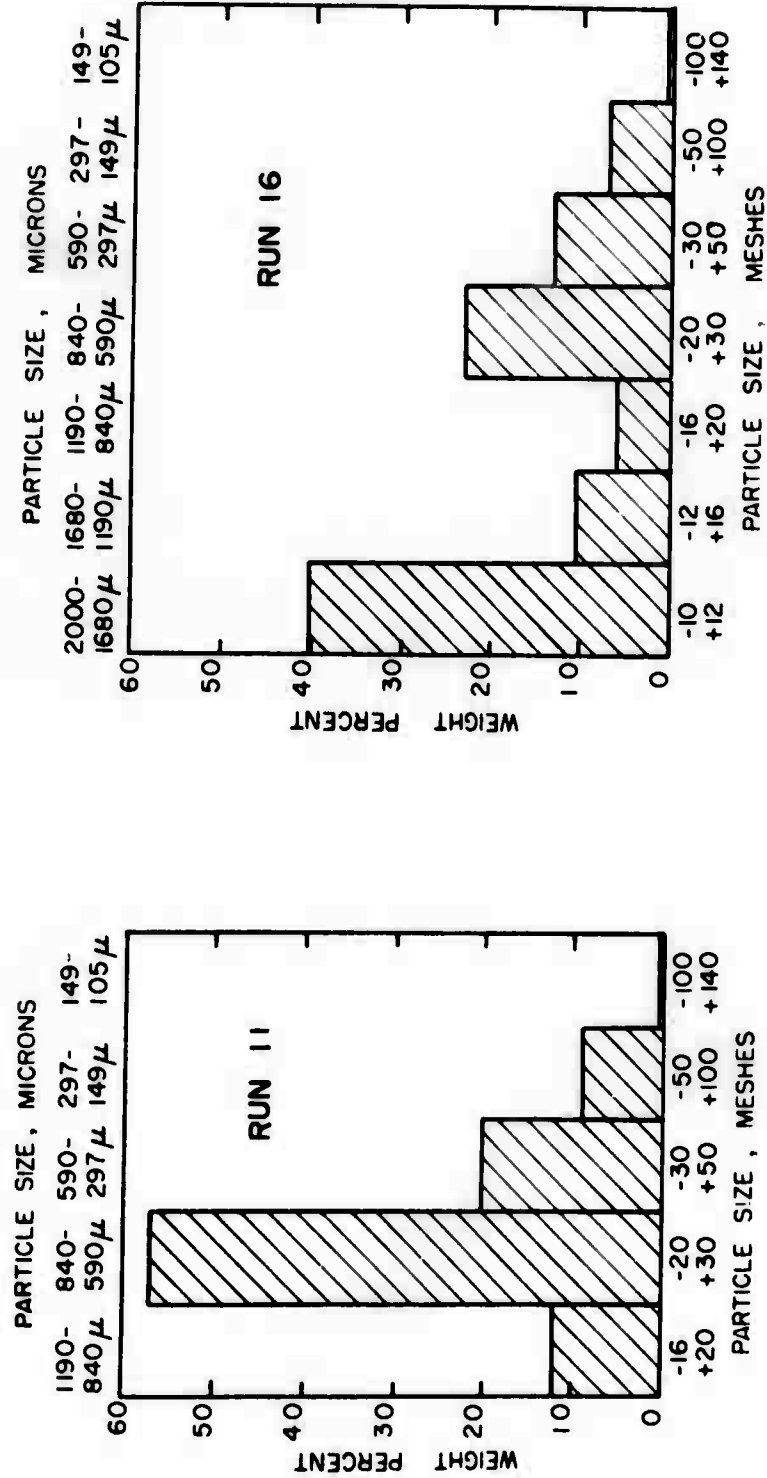 PARTICLE SIZE, MICRONS
1190- 840- 590- 297- 149-
840μ 590μ 297μ 149μ 105μ
60
50
40
30
20
10
0
WEIGHT PERCENT
RUN 11
-16 -20 -30 -50 -100
+20 +30 +50 +100 +140
PARTICLE SIZE, MESHES
PARTICLE SIZE, MICRONS
2000- 1680- 1190- 840- 590- 297- 149-
1680μ 1190μ 840μ 590μ 297μ 149μ 105μ
60
50
40
30
20
10
0
WEIGHT PERCENT
RUN 16
-10 -12 -16 -20 -30 -50 -100
+12 +16 +20 +30 +50 +100 +140
PARTICLE SIZE, MESHES